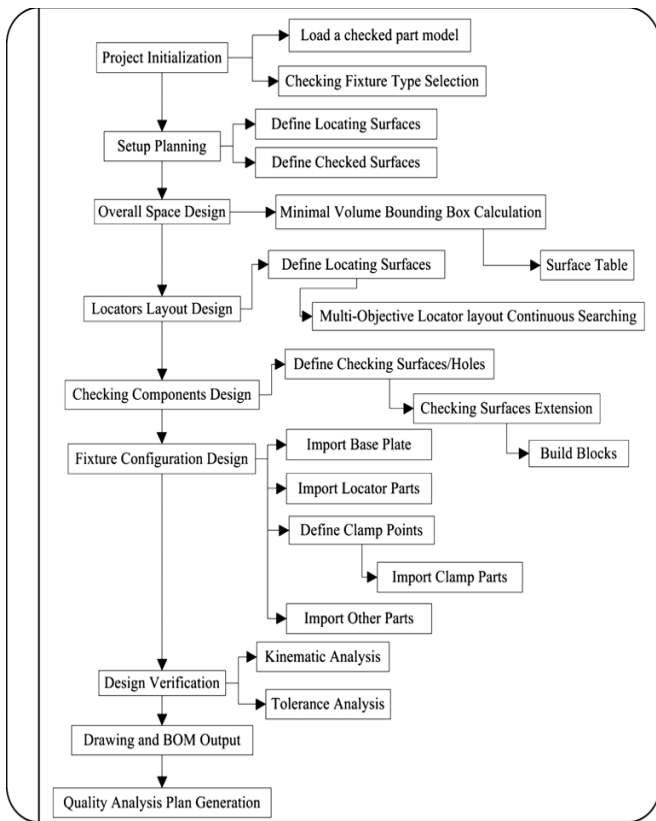 Load a checked part model
Project Initialization
Checking Fixture Type Selection
Define Locating Surfaces
Setup Planning
Define Checked Surfaces
Overall Space Design
Minimal Volume Bounding Box Calculation
Surface Table
Define Locating Surfaces
Locators Layout Design
Multi-Objective Locator layout Continuous Searching
Define Checking Surfaces/Holes
Checking Components Design
Checking Surfaces Extension
Import Base Plate
Build Blocks
Fixture Configuration Design
Import Locator Parts
Define Clamp Points
Import Clamp Parts
Import Other Parts
Kinematic Analysis
Design Verification
Tolerance Analysis
Drawing and BOM Output
Quality Analysis Plan Generation